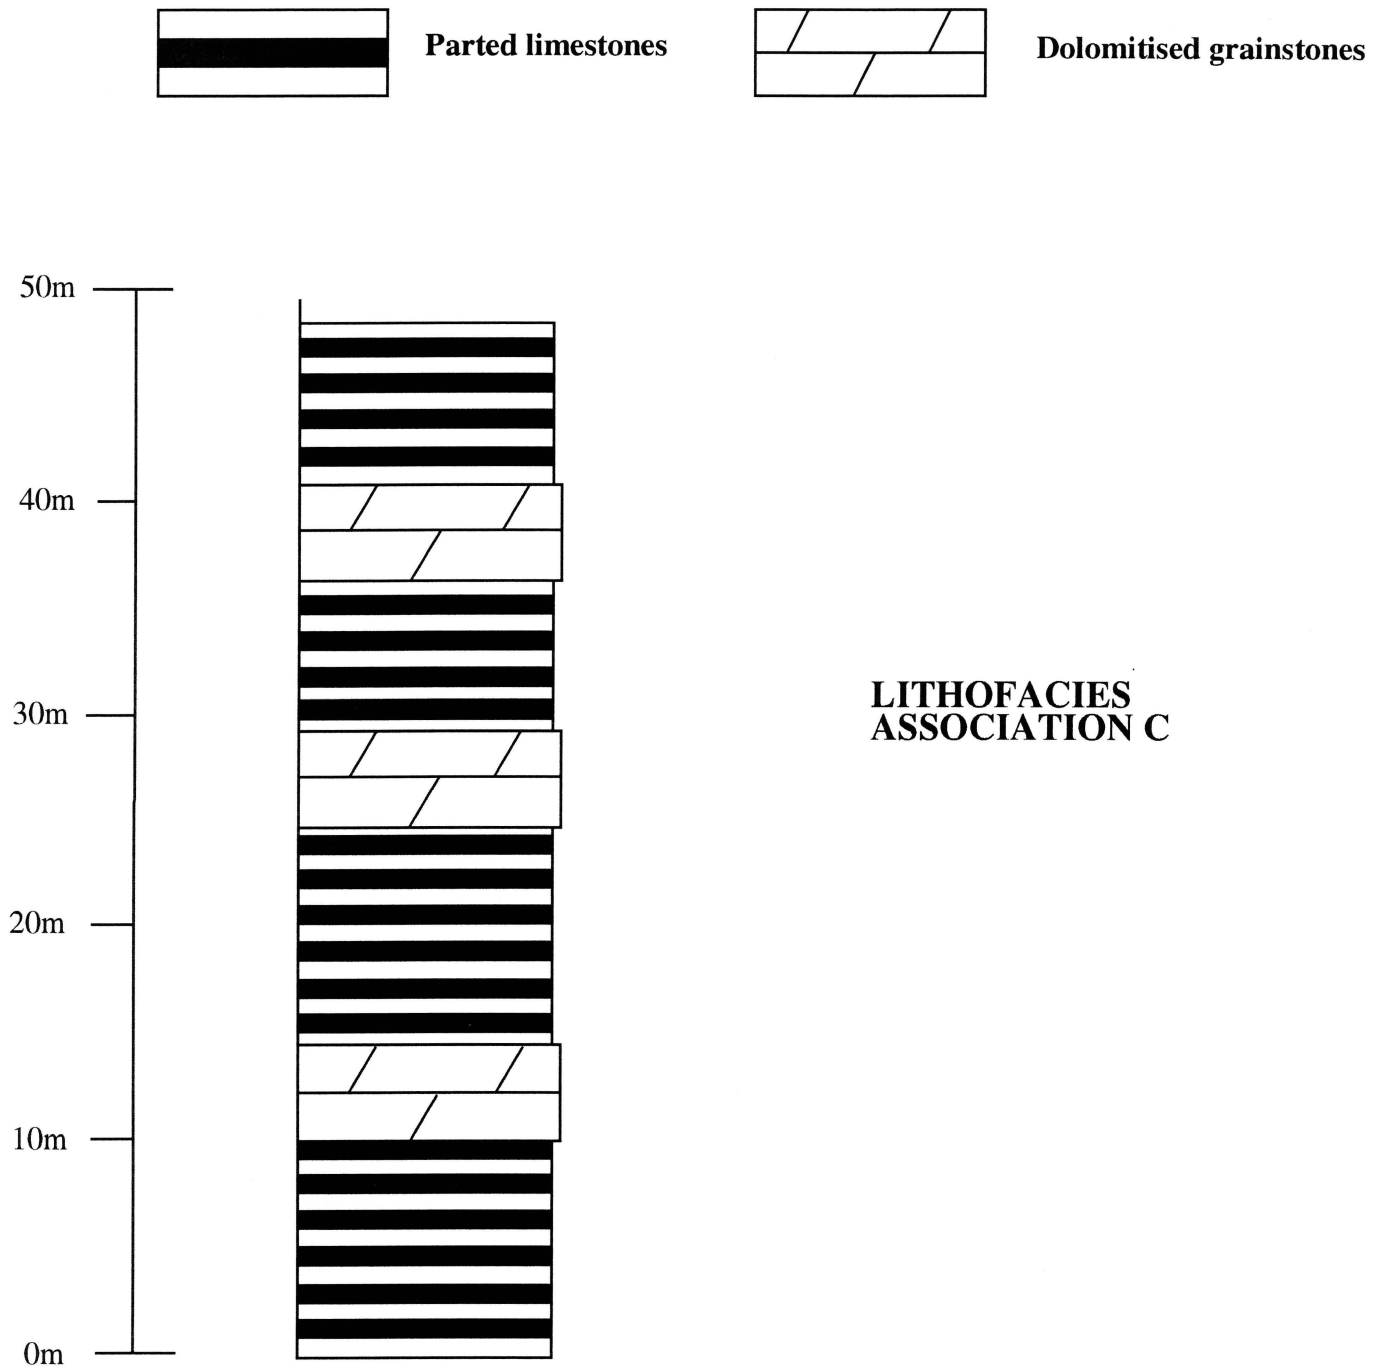 Parted limestones
Dolomitised grainstones
50m
40m
30m
20m
10m
0m
LITHOFACIES
ASSOCIATION C